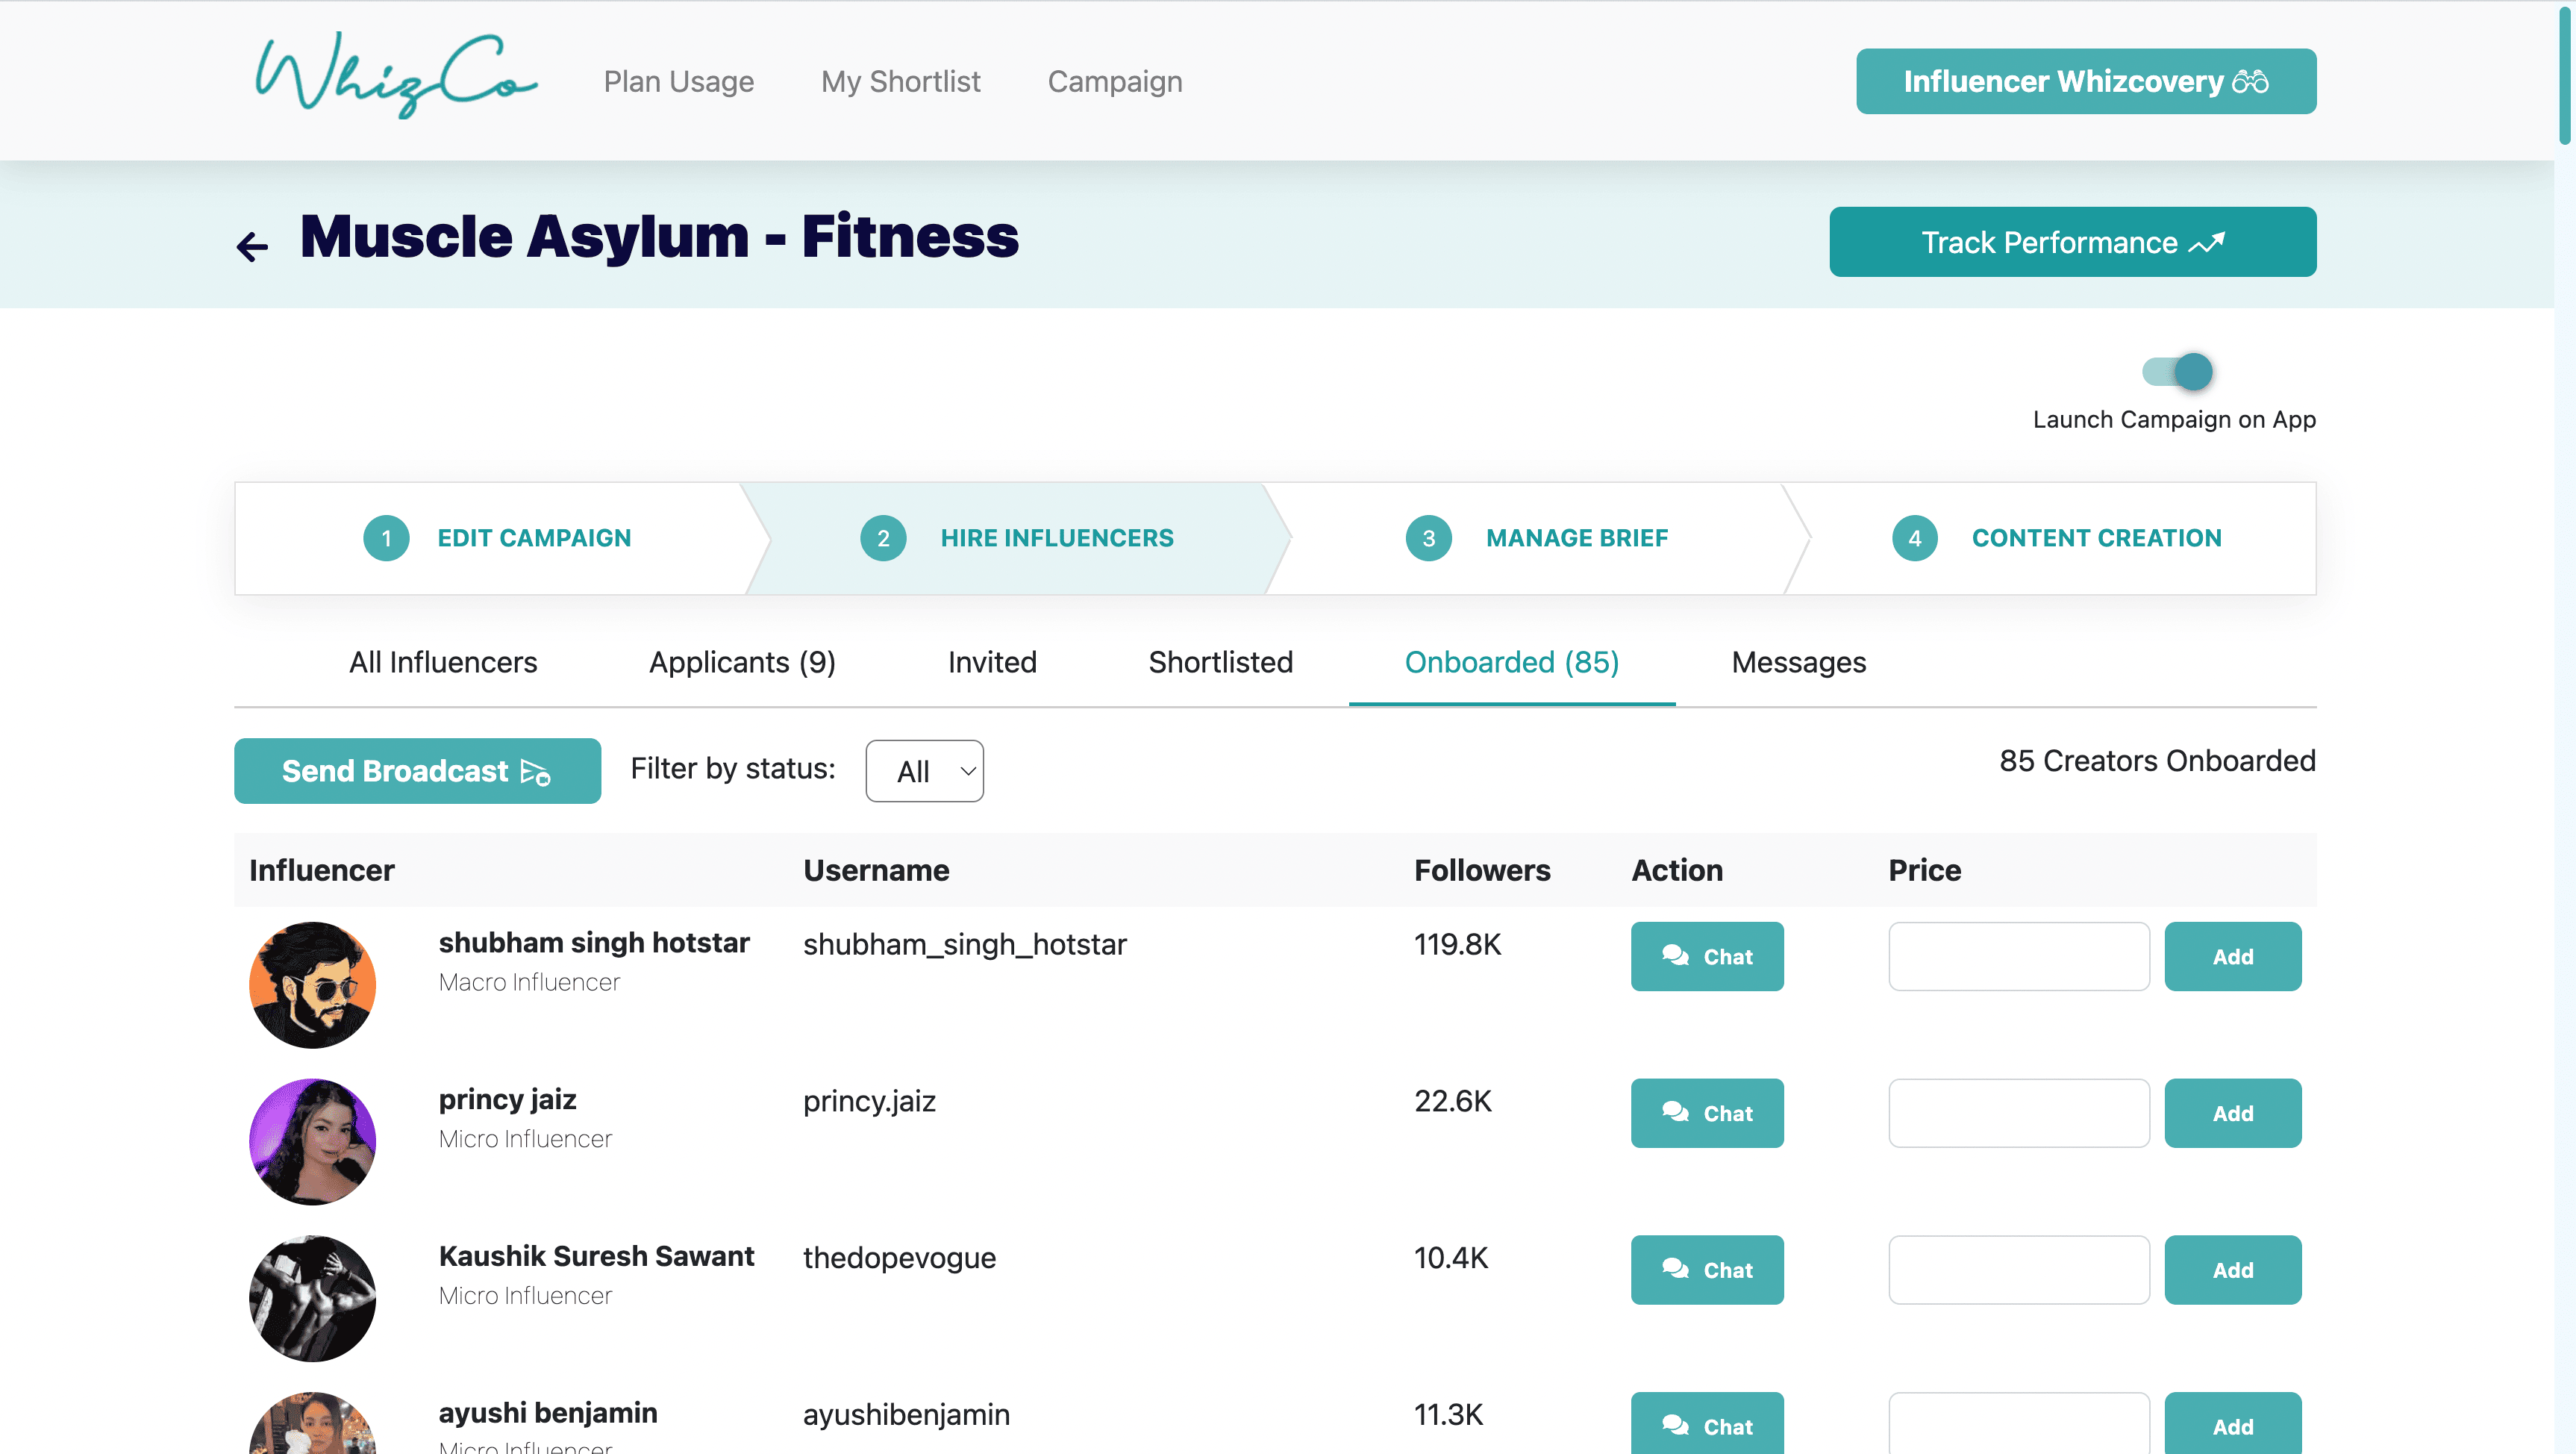 WhizCo
Plan Usage
My Shortlist
Campaign
Influencer Whizcovery
Muscle Asylum - Fitness
Track Performance
Launch Campaign on App
1 EDIT CAMPAIGN
2 HIRE INFLUENCERS
3 MANAGE BRIEF
4 CONTENT CREATION
All Influencers
Applicants (9)
Invited
Shortlisted
Onboarded (85)
Messages
Send Broadcast
Filter by status:
All
85 Creators Onboarded
Influencer Username Followers Action Price
shubham singh hotstar shubham_singh_hotstar 119.8K Chat Add
Macro Influencer
princy jaiz princy.jaiz 22.6K Chat Add
Micro Influencer
Kaushik Suresh Sawant thedopevogue 10.4K Chat Add
Micro Influencer
ayushi benjamin ayushibenjamin 11.3K Chat Add
Micro Influencer